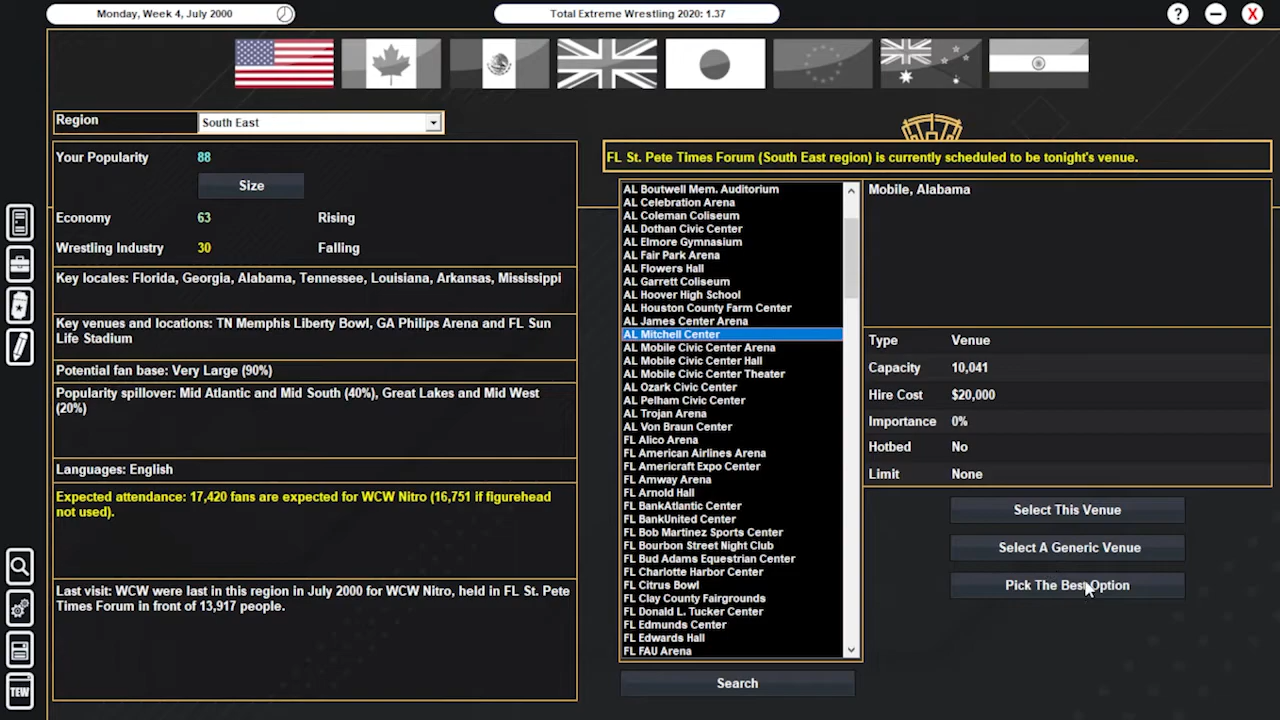 Monday, Week 4, July 2000
Total Extreme Wrestling 2020: 1.37
?
X
Region
South East
Your Popularity 88
Size
Economy 63 Rising
Wrestling Industry 30 Falling
Key locales: Florida, Georgia, Alabama, Tennessee, Louisiana, Arkansas, Mississippi
Key venues and locations: TN Memphis Liberty Bowl, GA Philips Arena and FL Sun
Life Stadium
Potential fan base: Very Large (90%)
Popularity spillover: Mid Atlantic and Mid South (40%), Great Lakes and Mid West
(20%)
Languages: English
Expected attendance: 17,420 fans are expected for WCW Nitro (16,751 if figurehead
not used).
Last visit: WCW were last in this region in July 2000 for WCW Nitro, held in FL St. Pete
Times Forum in front of 13,917 people.
FL St. Pete Times Forum (South East region) is currently scheduled to be tonight's venue.
AL Boutwell Mem. Auditorium
AL Celebration Arena
AL Coleman Coliseum
AL Dothan Civic Center
AL Elmore Gymnasium
AL Fair Park Arena
AL Flowers Hall
AL Garrett Coliseum
AL Hoover High School
AL Houston County Farm Center
AL James Center Arena
AL Mitchell Center
AL Mobile Civic Center Arena
AL Mobile Civic Center Hall
AL Mobile Civic Center Theater
AL Ozark Civic Center
AL Pelham Civic Center
AL Trojan Arena
AL Von Braun Center
FL Alico Arena
FL American Airlines Arena
FL Americraft Expo Center
FL Amway Arena
FL Arnold Hall
FL BankAtlantic Center
FL BankUnited Center
FL Bob Martinez Sports Center
FL Bourbon Street Night Club
FL Bud Adams Equestrian Center
FL Charlotte Harbor Center
FL Citrus Bowl
FL Clay County Fairgrounds
FL Donald L. Tucker Center
FL Edmunds Center
FL Edwards Hall
FL FAU Arena
Search
Mobile, Alabama
Type Venue
Capacity 10,041
Hire Cost $20,000
Importance 0%
Hotbed No
Limit None
Select This Venue
Select A Generic Venue
Pick The Best Option
TEW